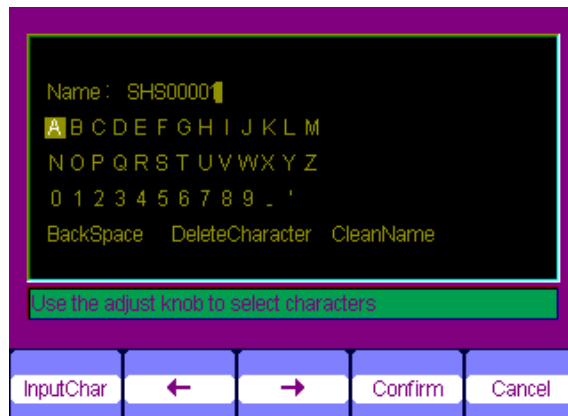 Name: SHS00001
A B C D E F G H I J K L M
N O P Q R S T U V W X Y Z
0 1 2 3 4 5 6 7 8 9 _ '
BackSpace DeleteCharacter CleanName
Use the adjust knob to select characters
InputChar ← → Confirm Cancel